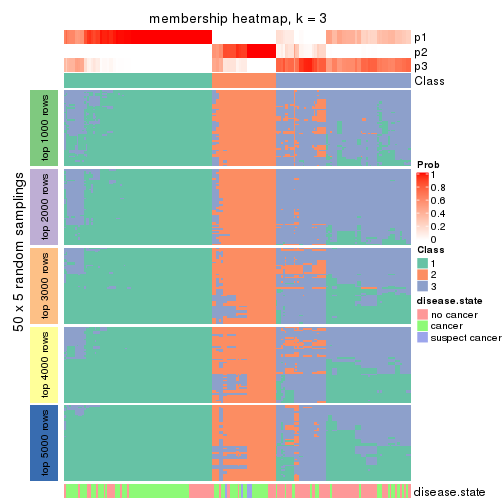 membership heatmap, k = 3
p1
p2
p3
Class
50 x 5 random samplings
top 1000 rows
top 2000 rows
top 3000 rows
top 4000 rows
top 5000 rows
Prob
1
0.8
0.6
0.4
0.2
0
Class
1
2
3
disease.state
no cancer
cancer
suspect cancer
disease.state